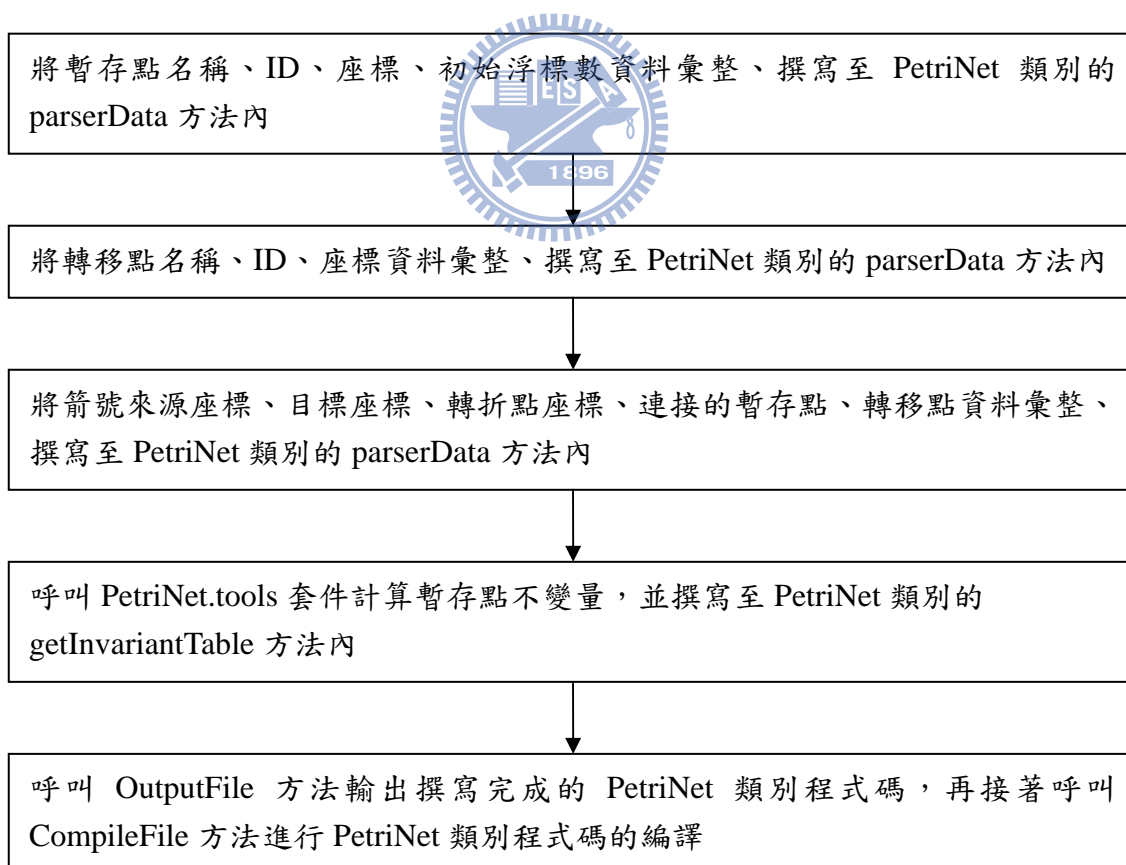 將暫存點名稱、ID、座標、初始浮標數資料彙整、撰寫至 PetriNet 類別的
parserData 方法內
ES A
1896
將轉移點名稱、ID、座標資料彙整、撰寫至 PetriNet 類別的 parserData 方法內
將箭號來源座標、目標座標、轉折點座標、連接的暫存點、轉移點資料彙整、
撰寫至 PetriNet 類別的 parserData 方法內
呼叫 PetriNet.tools 套件計算暫存點不變量，並撰寫至 PetriNet 類別的
getInvariantTable 方法內
呼叫 OutputFile 方法輸出撰寫完成的 PetriNet 類別程式碼，再接著呼叫
CompileFile 方法進行 PetriNet 類別程式碼的編譯